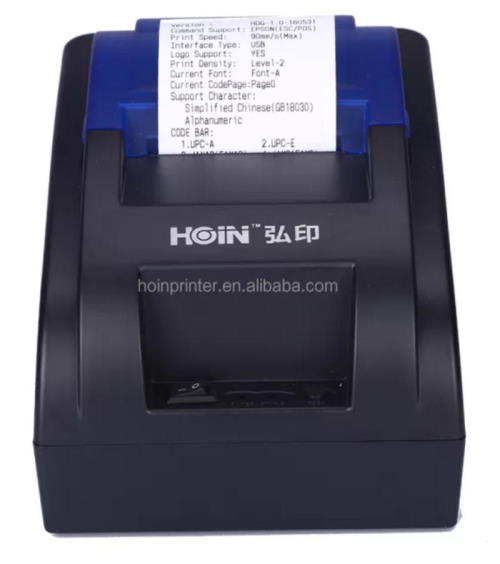 Version : HDG-1.0-160531
Command Support: EPSON(ESC/POS)
Print Speed: 90mm/s(Max)
Interface Type: USB
Logo Support: YES
Print Density: Level-2
Current Font: Font-A
Current CodePage:Page0
Support Character:
Simplified Chinese(GB18030)
Alphanumeric
CODE BAR:
1.UPC-A 2.UPC-E
HOiN™ 弘印
hoinprinter.en.alibaba.com